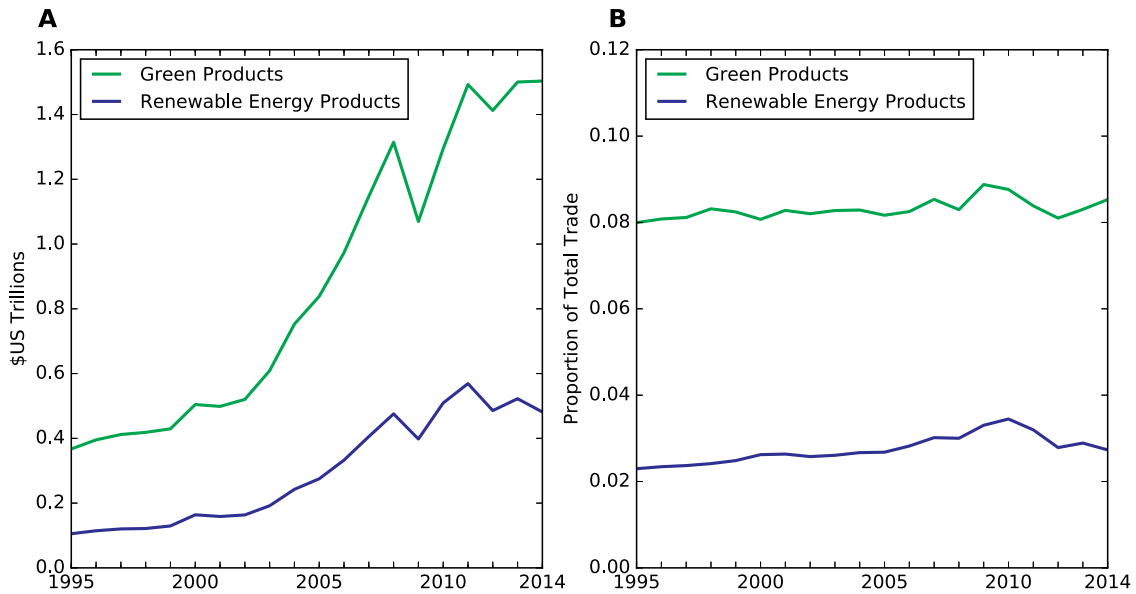 A
$US Trillions
1.6
1.4
1.2
1.0
0.8
0.6
0.4
0.2
0.0
Green Products
Renewable Energy Products
1995 2000 2005 2010 2014
B
Proportion of Total Trade
0.12
0.10
0.08
0.06
0.04
0.02
0.00
Green Products
Renewable Energy Products
1995 2000 2005 2010 2014